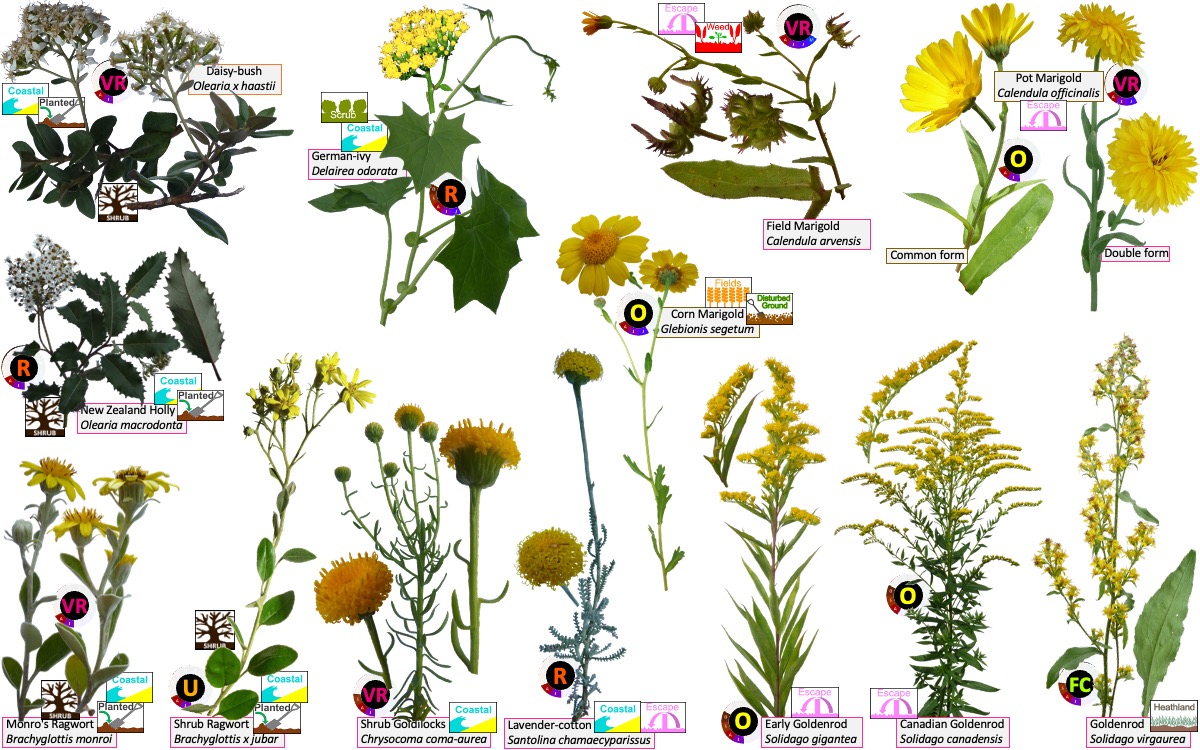 Coastal
Planted
VR
Daisy-bush
Olearia x haastii
SHRUB
Scrub
Coastal
German-ivy
Delairea odorata
R
Escape
Weed
VR
Field Marigold
Calendula arvensis
Pot Marigold
Calendula officinalis
VR
Escape
O
Common form
Double form
R
Coastal
Planted
SHRUB
New Zealand Holly
Olearia macrodonta
Fields
Disturbed
Ground
O
Corn Marigold
Glebionis segetum
VR
SHRUB
Coastal
Planted
Monro's Ragwort
Brachyglottis monroi
SHRUB
U
Coastal
Planted
Shrub Ragwort
Brachyglottis x jubar
VR
Coastal
Shrub Goldilocks
Chrysocoma coma-aurea
R
Coastal
Escape
Lavender-cotton
Santolina chamaecyparissus
O
Escape
Early Goldenrod
Solidago gigantea
O
Escape
Canadian Goldenrod
Solidago canadensis
FC
Heathland
Goldenrod
Solidago virgaurea